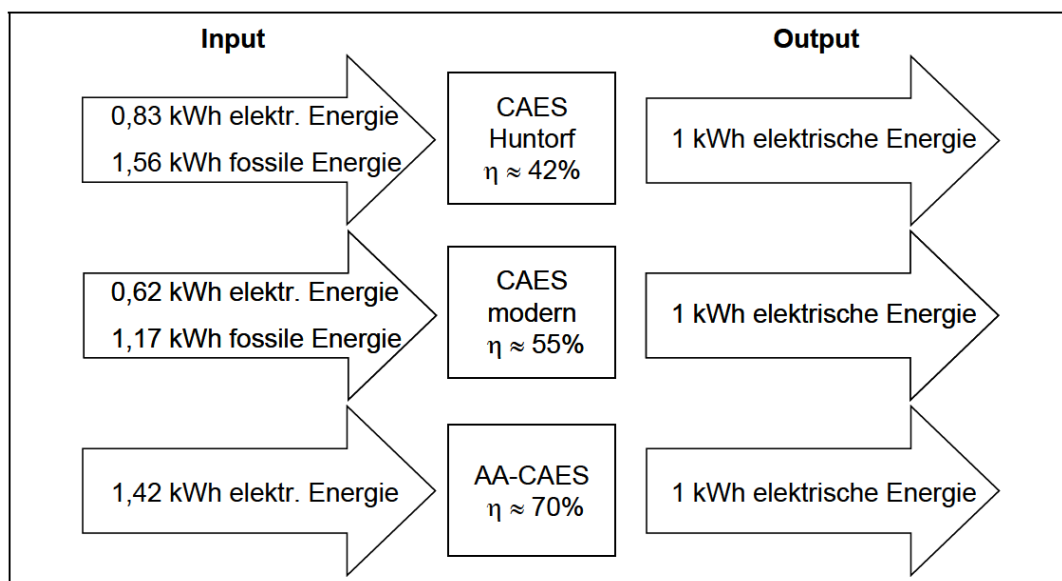 Input
Output
0,83 kWh elektr. Energie
1,56 kWh fossile Energie
CAES
Huntorf
η ≈ 42%
1 kWh elektrische Energie
0,62 kWh elektr. Energie
1,17 kWh fossile Energie
CAES
modern
η ≈ 55%
1 kWh elektrische Energie
1,42 kWh elektr. Energie
AA-CAES
η ≈ 70%
1 kWh elektrische Energie